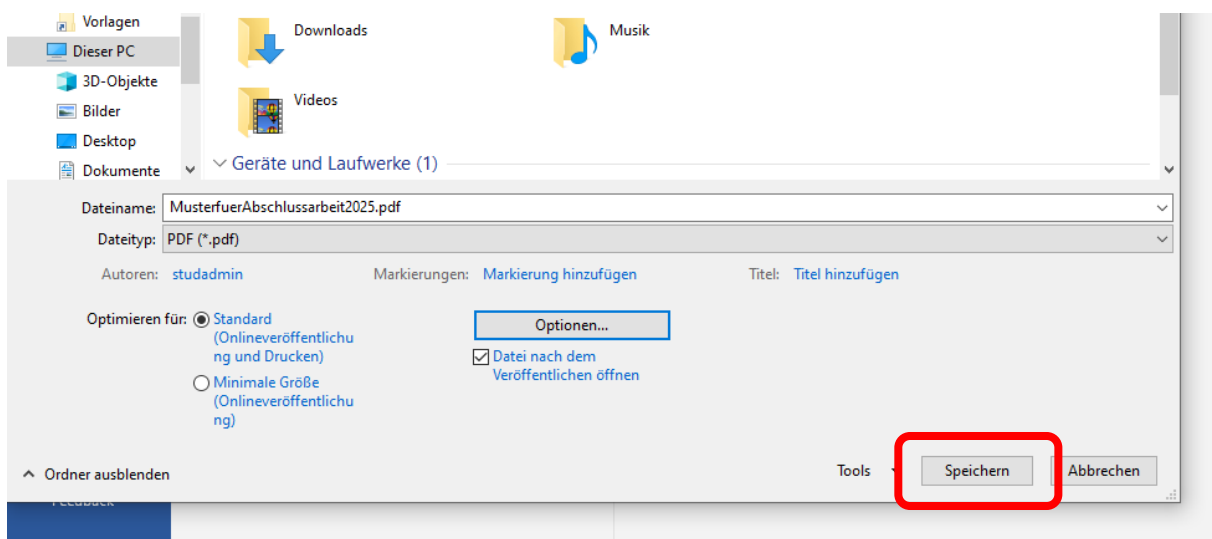 Vorlagen
Dieser PC
3D-Objekte
Bilder
Desktop
Dokumente
Downloads
Musik
Videos
Geräte und Laufwerke (1)
Dateiname: MusterfuerAbschlussarbeit2025.pdf
Dateityp: PDF (*.pdf)
Autoren: studadmin Markierungen: Markierung hinzufügen Titel: Titel hinzufügen
Optimieren für: Standard
(Onlineveröffentlichu
ng und Drucken)
Minimale Größe
(Onlineveröffentlichu
ng)
Optionen...
Datei nach dem
Veröffentlichen öffnen
Ordner ausblenden
Tools Speichern Abbrechen
Feedback